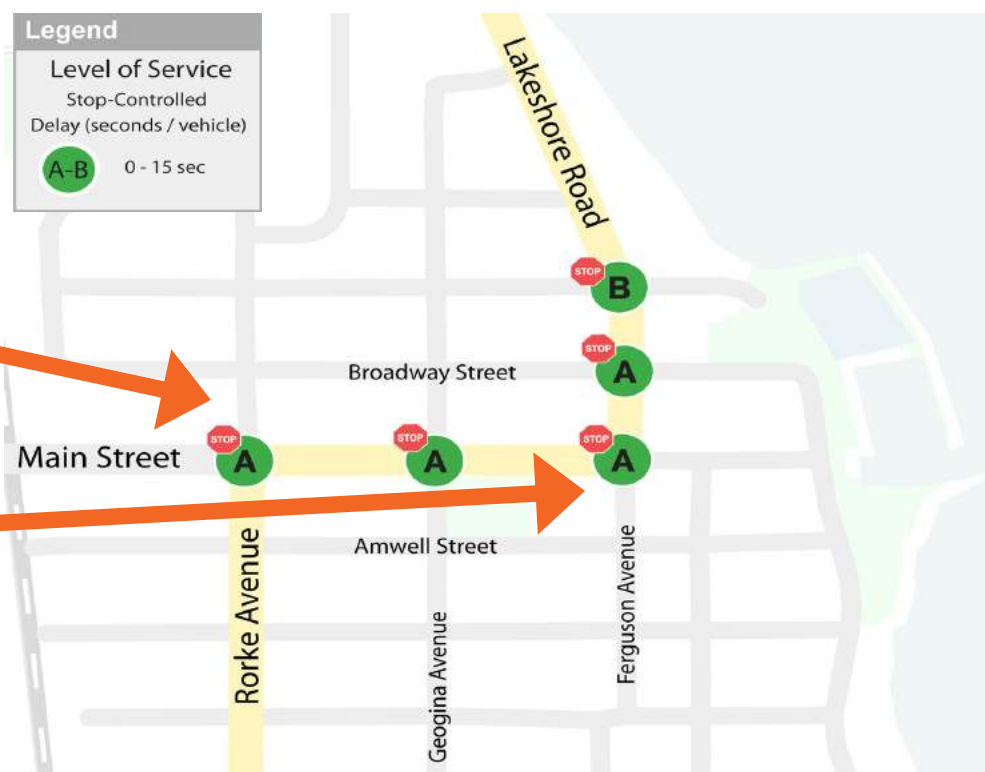 Legend
Level of Service
Stop-Controlled
Delay (seconds / vehicle)
A-B 0 - 15 sec
Lakeshore Road
STOP
B
STOP
A
Broadway Street
Main Street
STOP
A
STOP
A
STOP
A
Amwell Street
Rorke Avenue
Geogina Avenue
Ferguson Avenue